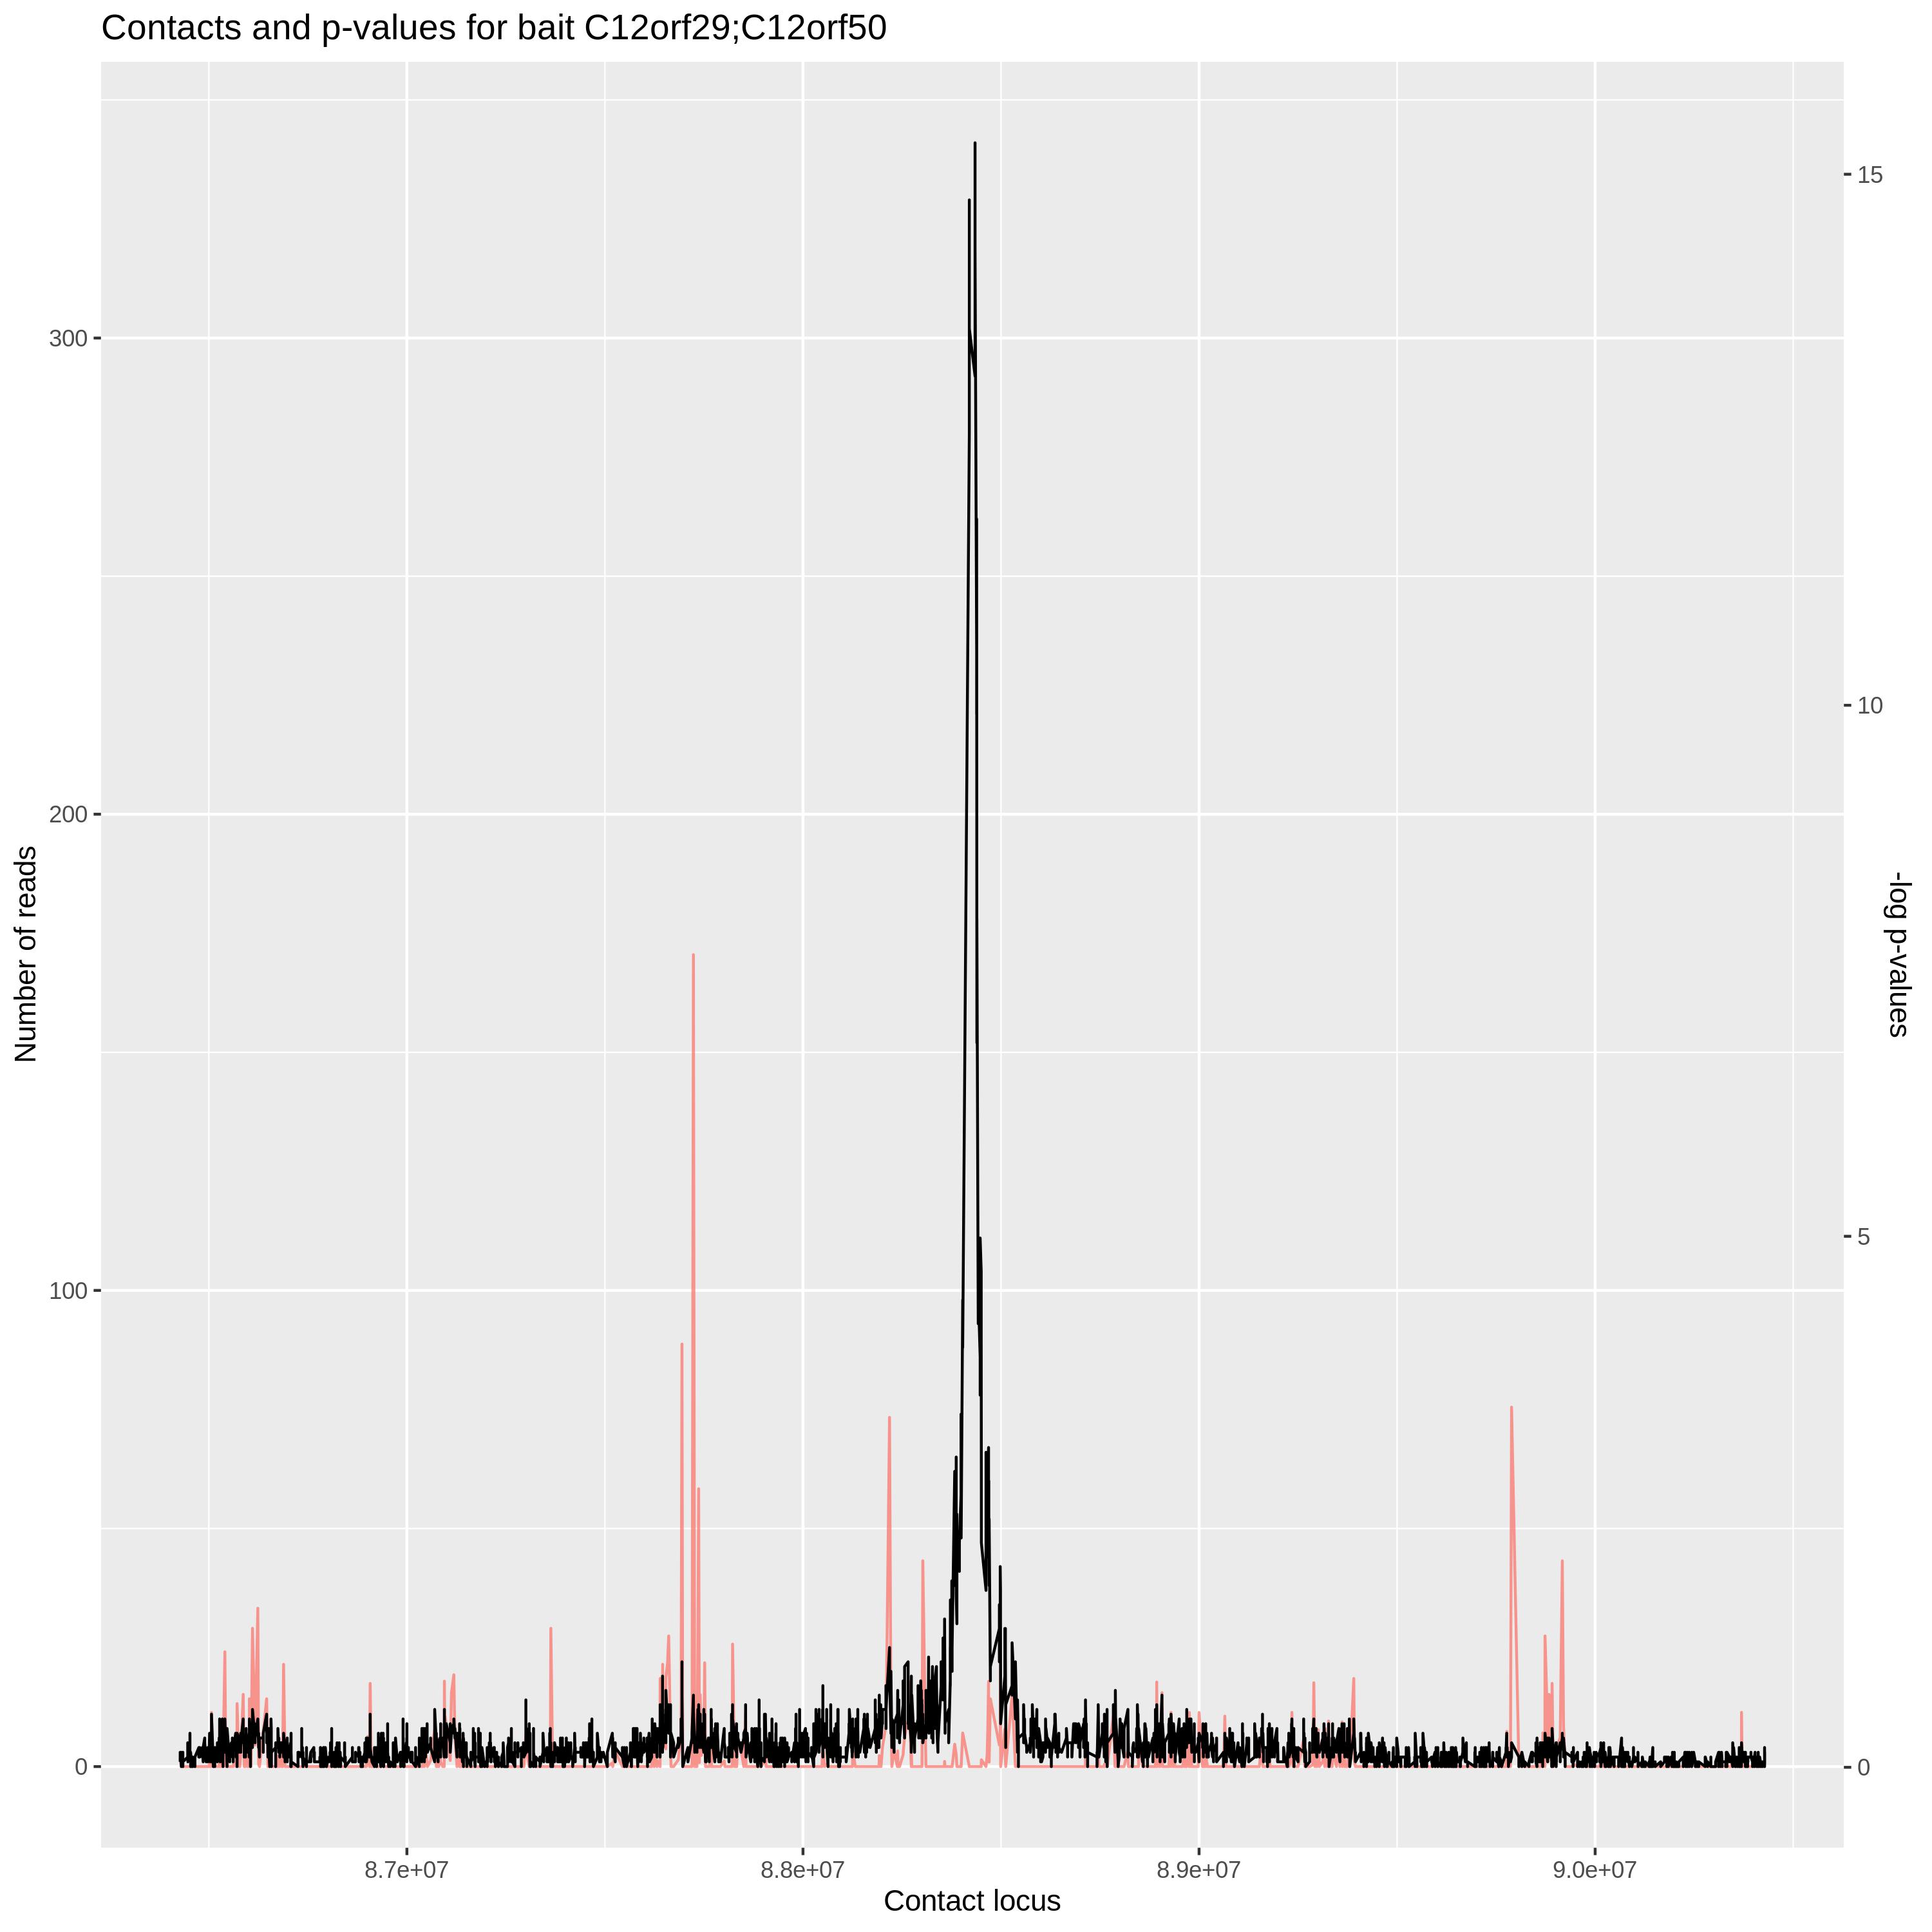 Contacts and p-values for bait C12orf29;C12orf50
Number of reads
300
200
100
0
15
10
5
0
-log p-values
8.7e+07
8.8e+07
8.9e+07
9.0e+07
Contact locus